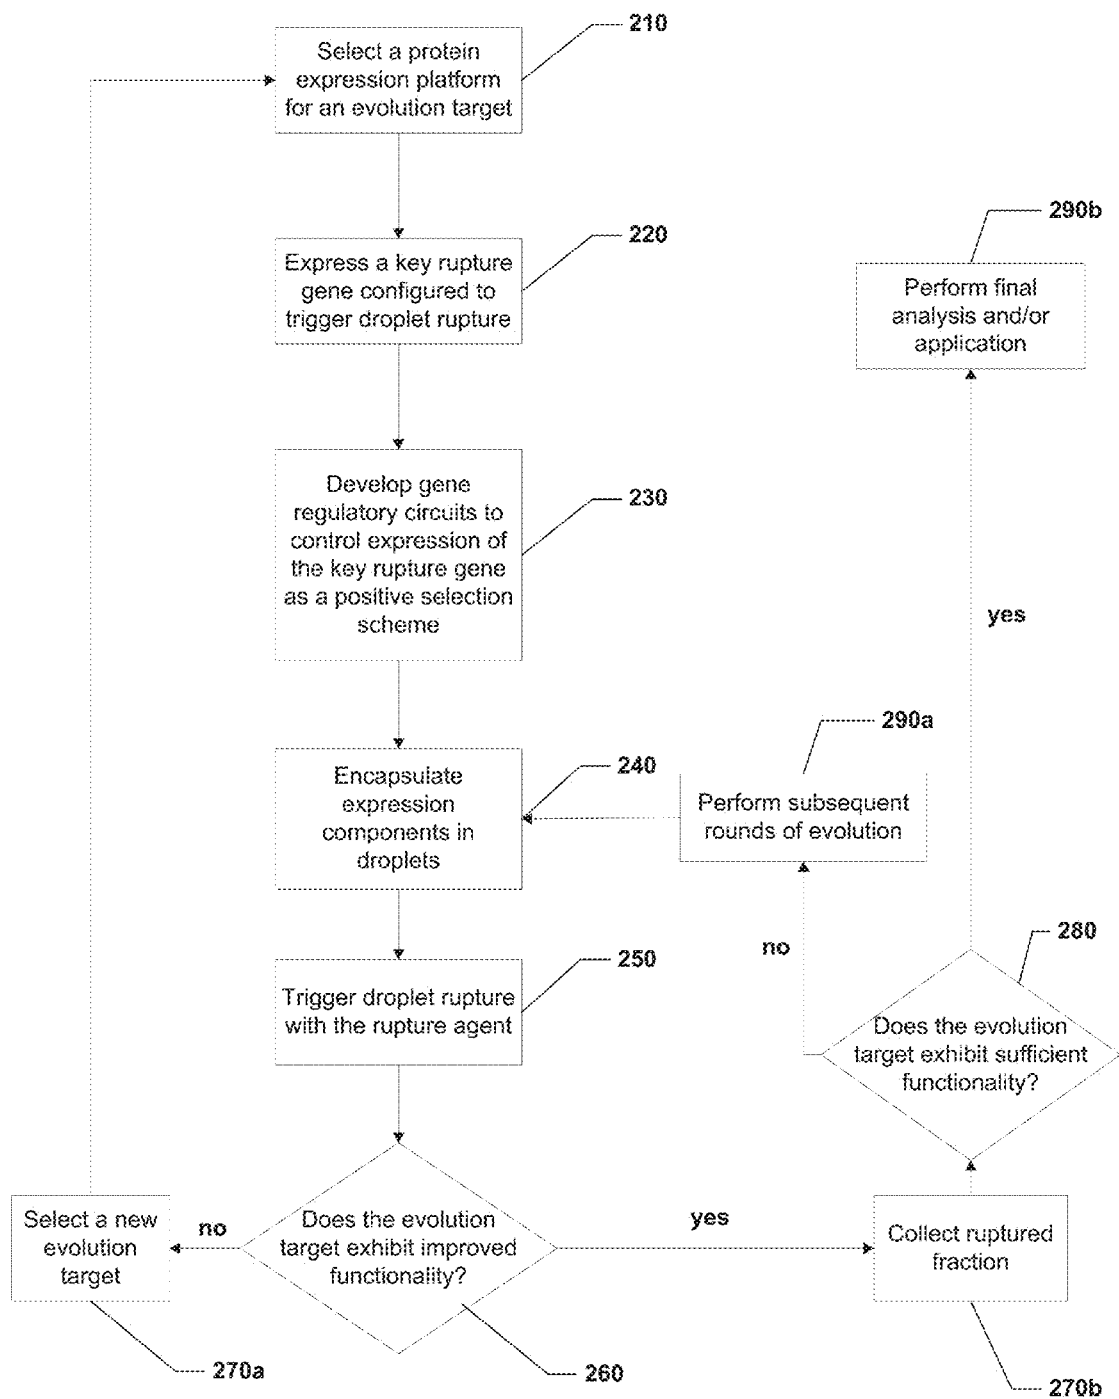 210
Select a protein
expression platform
for an evolution target
220
Express a key rupture
gene configured to
trigger droplet rupture
290b
Perform final
analysis and/or
application
230
Develop gene
regulatory circuits to
control expression of
the key rupture gene
as a positive selection
scheme
yes
290a
240
Encapsulate
expression
components in
droplets
Perform subsequent
rounds of evolution
no
280
250
Trigger droplet rupture
with the rupture agent
Does the evolution
target exhibit sufficient
functionality?
Select a new
evolution
target
no
Does the evolution
target exhibit improved
functionality?
yes
Collect ruptured
fraction
270a
260
270b